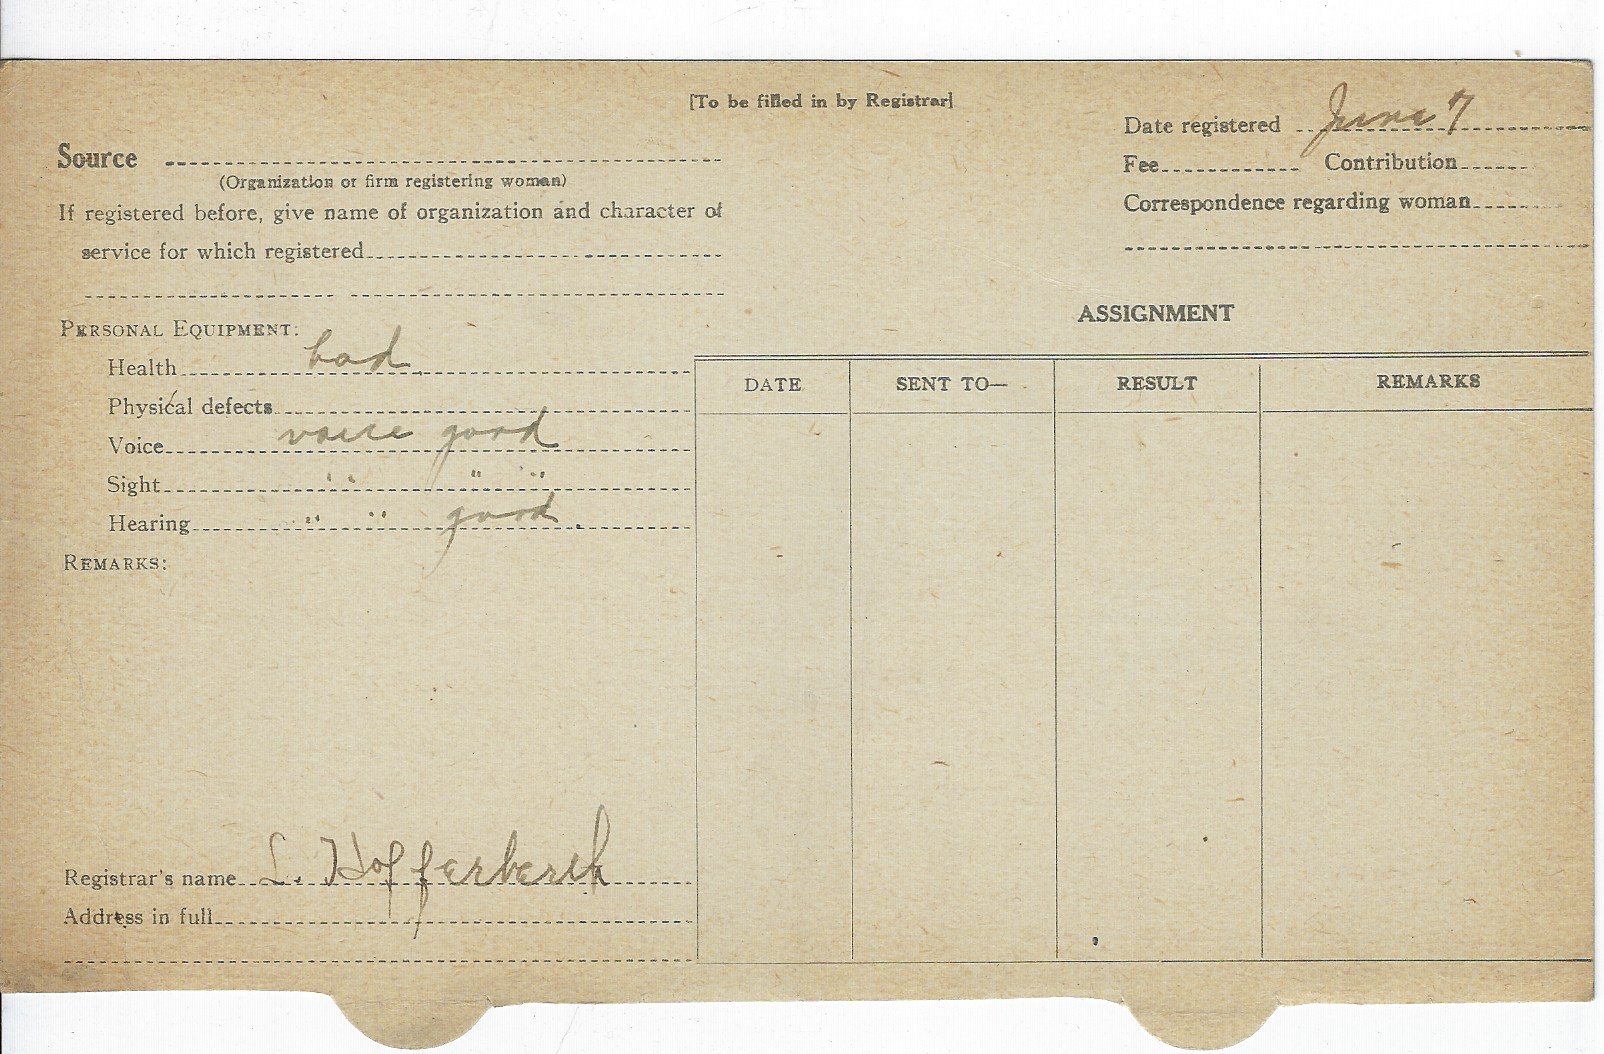 [To be filled in by Registrar]
Date registered June 7
Source
Fee Contribution
(Organization or firm registering woman)
Correspondence regarding woman
If registered before, give name of organization and character of
service for which registered
ASSIGNMENT
PERSONAL EQUIPMENT:
Health bad
DATE SENT TO— RESULT REMARKS
Physical defects
Voice voice good
Sight " " " "
Hearing " " good
REMARKS:
Registrar's name L.
Address in full